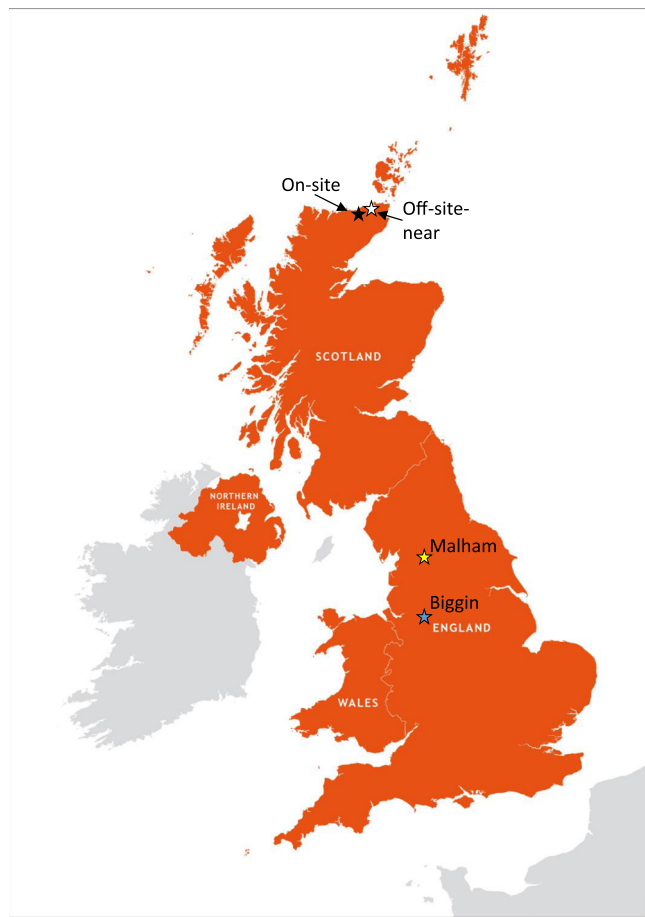 On-site
Off-site-
near
SCOTLAND
NORTHERN
IRELAND
Malham
Biggin
ENGLAND
WALES